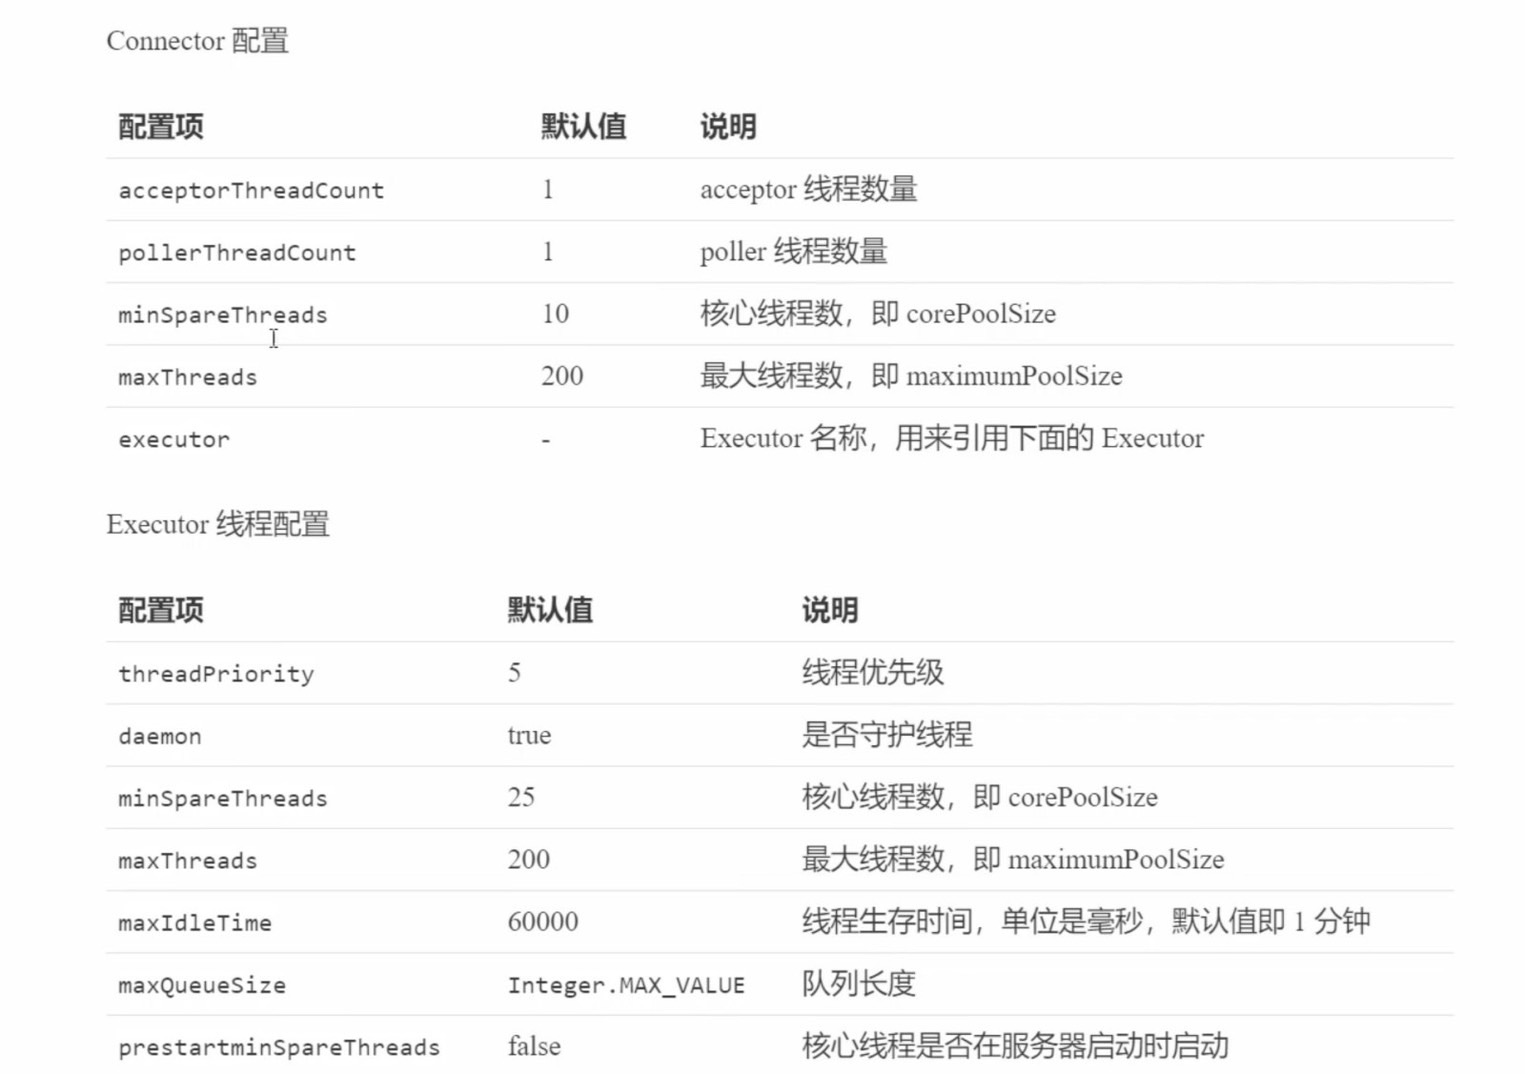 Connector 配置
配置项 默认值 说明
acceptorThreadCount 1 acceptor 线程数量
pollerThreadCount 1 poller 线程数量
minSpareThreads 10 核心线程数，即 corePoolSize
maxThreads 200 最大线程数，即 maximumPoolSize
executor - Executor 名称，用来引用下面的 Executor
Executor 线程配置
配置项 默认值 说明
threadPriority 5 线程优先级
daemon true 是否守护线程
minSpareThreads 25 核心线程数，即 corePoolSize
maxThreads 200 最大线程数，即 maximumPoolSize
maxIdleTime 60000 线程生存时间，单位是毫秒，默认值即 1 分钟
maxQueueSize Integer.MAX_VALUE 队列长度
prestartminSpareThreads false 核心线程是否在服务器启动时启动